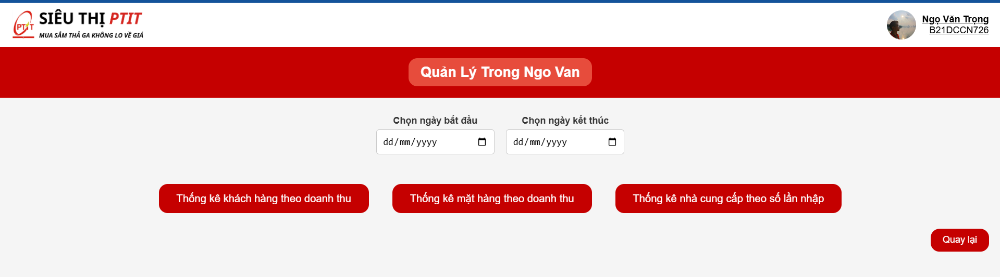 PTIT
SIÊU THỊ PTIT
MUA SẮM THẢ GA KHÔNG LO VỀ GIÁ
Ngọ Văn Trọng
B21DCCN726
Quản Lý Trong Ngo Van
Chọn ngày bắt đầu
Chọn ngày kết thúc
dd/mm/yyyy
dd/mm/yyyy
Thống kê khách hàng theo doanh thu
Thống kê mặt hàng theo doanh thu
Thống kê nhà cung cấp theo số lần nhập
Quay lại